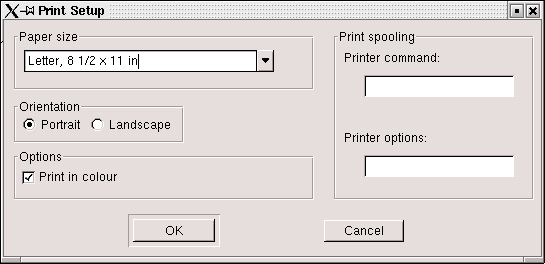 Print Setup
Paper size
Letter, 8 1/2 x 11 in
Orientation
Portrait
Landscape
Options
Print in colour
Print spooling
Printer command:
Printer options:
OK
Cancel